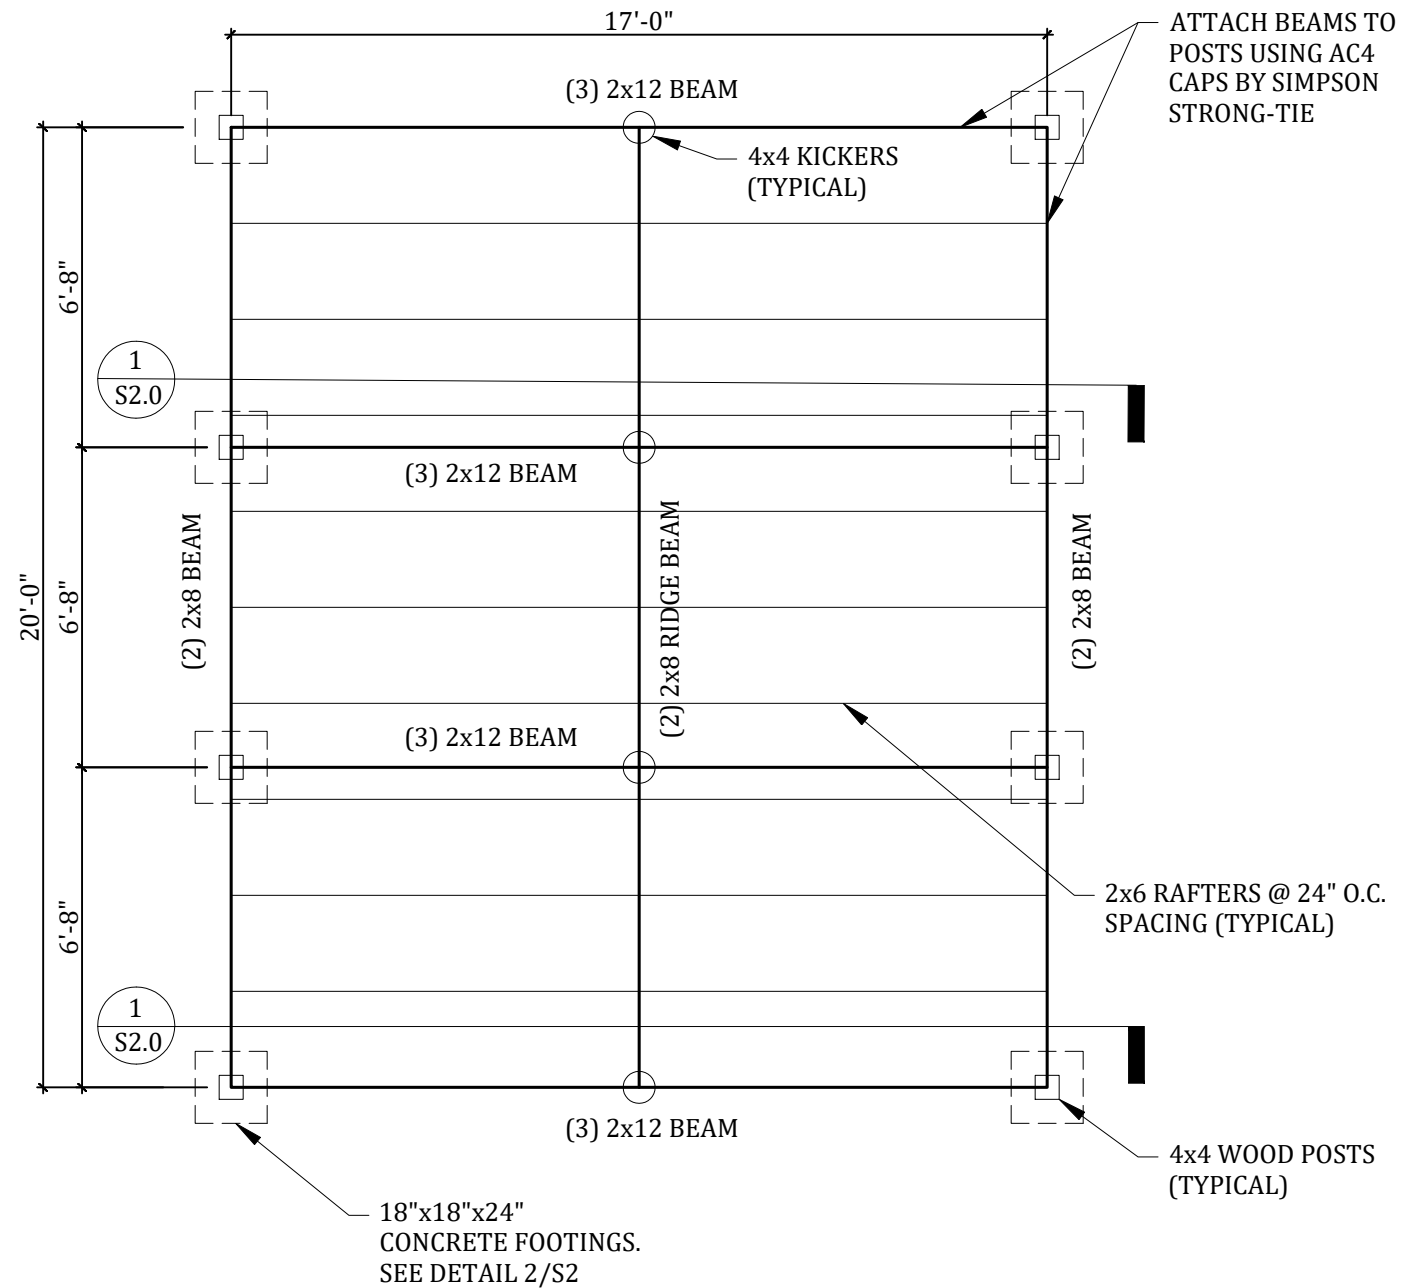 17'-0"
ATTACH BEAMS TO
POSTS USING AC4
CAPS BY SIMPSON
STRONG-TIE
(3) 2x12 BEAM
4x4 KICKERS
(TYPICAL)
6'-8"
1
S2.0
(3) 2x12 BEAM
20'-0"
6'-8"
(2) 2x8 BEAM
(2) 2x8 RIDGE BEAM
(2) 2x8 BEAM
(3) 2x12 BEAM
2x6 RAFTERS @ 24" O.C.
SPACING (TYPICAL)
6'-8"
1
S2.0
(3) 2x12 BEAM
4x4 WOOD POSTS
(TYPICAL)
18"x18"x24"
CONCRETE FOOTINGS.
SEE DETAIL 2/S2